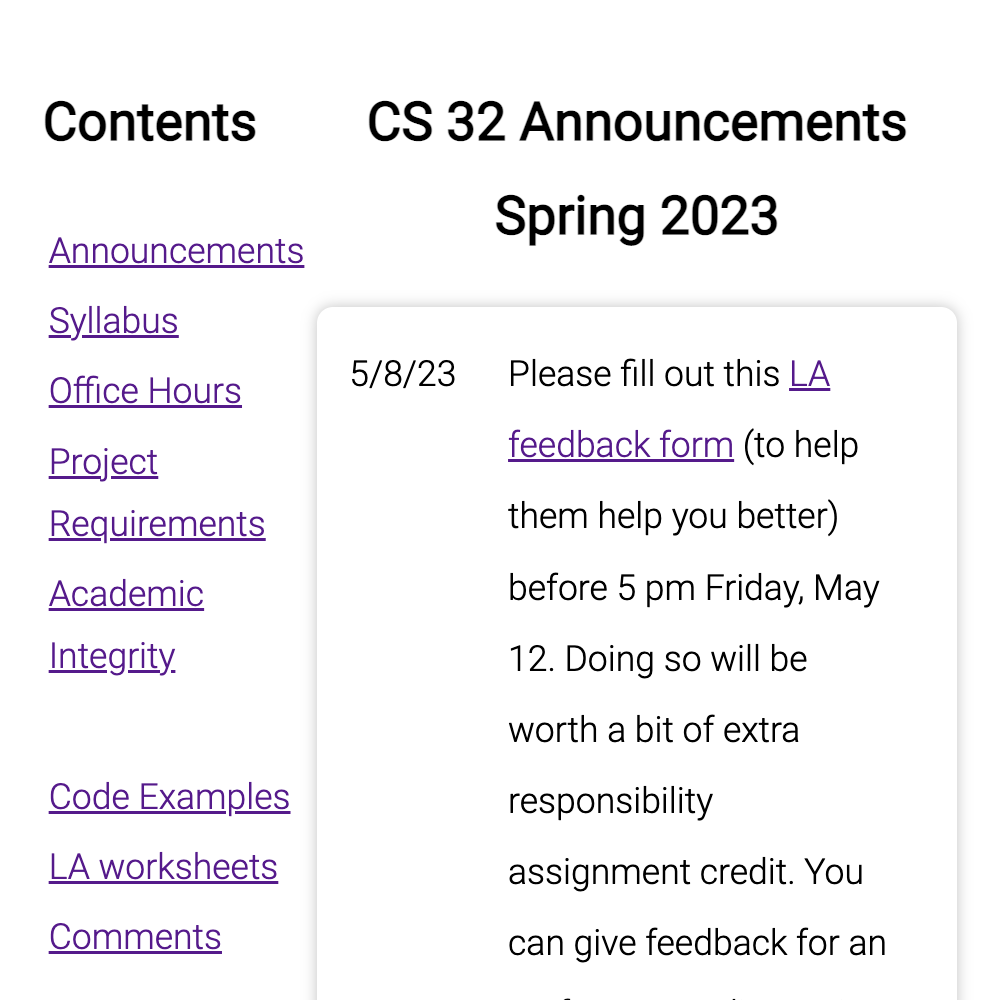 Contents
Announcements
Syllabus
Office Hours
Project
Requirements
Academic
Integrity
Code Examples
LA worksheets
Comments
CS 32 Announcements
Spring 2023
5/8/23
Please fill out this LA
feedback form (to help
them help you better)
before 5 pm Friday, May
12. Doing so will be
worth a bit of extra
responsibility
assignment credit. You
can give feedback for an